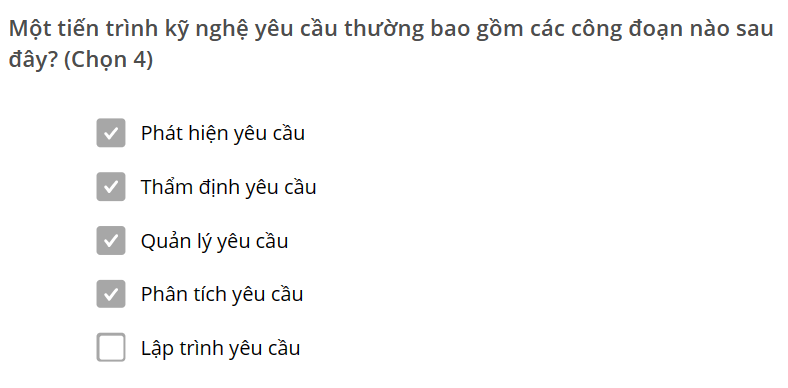 Một tiến trình kỹ nghệ yêu cầu thường bao gồm các công đoạn nào sau
đây? (Chọn 4)
Phát hiện yêu cầu
Thẩm định yêu cầu
Quản lý yêu cầu
Phân tích yêu cầu
Lập trình yêu cầu